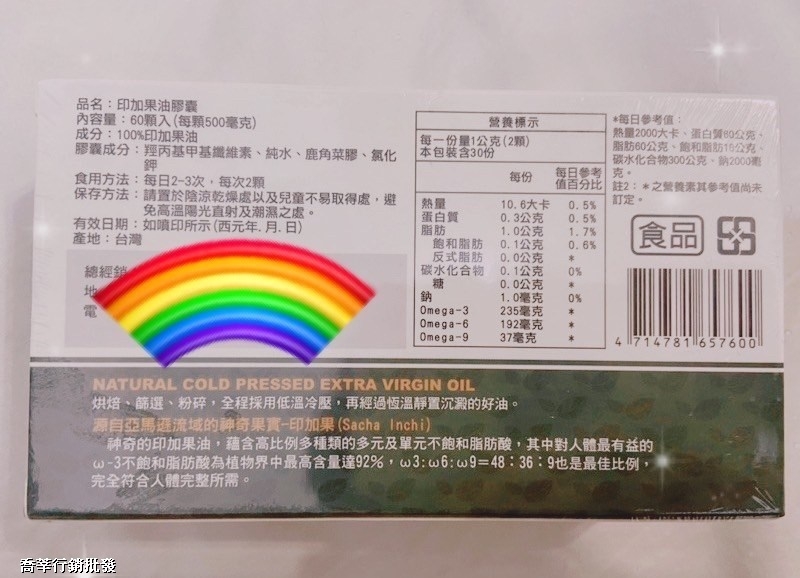 品名：印加果油膠囊
內容量：60顆入(每顆500毫克)
成分：100%印加果油
膠囊成分：羥丙基甲基纖維素、純水、鹿角菜膠、氯化鉀
食用方法：每日2-3次，每次2顆
保存方法：請置於陰涼乾燥處以及兒童不易取得處，避
免高溫陽光直射及潮濕之處。
有效日期：如噴印所示(西元年.月.日)
產地：台灣
總經銷
地
電
營養標示
每一份量1公克(2顆)
本包裝含30份
每份 每日參考值百分比
熱量 10.6大卡 0.5%
蛋白質 0.3公克 0.5%
脂肪 1.0公克 1.7%
飽和脂肪 0.1公克 0.6%
反式脂肪 0.0公克 *
碳水化合物 0.1公克 0%
糖 0.0公克 *
鈉 1.0毫克 0%
Omega-3 235毫克 *
Omega-6 192毫克 *
Omega-9 37毫克 *
*每日參考值：
熱量2000大卡、蛋白質60公克、
脂肪60公克、飽和脂肪18公克、
碳水化合物300公克、鈉2000毫
克。
註2：*之營養素其參考值尚未
訂定。
食品
4 714781 657600
NATURAL COLD PRESSED EXTRA VIRGIN OIL
烘焙、篩選、粉碎，全程採用低溫冷壓，再經過恆溫靜置沉澱的好油。
源自亞馬遜流域的神奇果實-印加果(Sacha Inchi)
神奇的印加果油，蘊含高比例多種類的多元及單元不飽和脂肪酸，其中對人體最有益的
ω-3不飽和脂肪酸為植物界中最高含量達92%，ω3:ω6:ω9=48：36：9也是最佳比例，
完全符合人體完整所需。
喬莘行銷批發